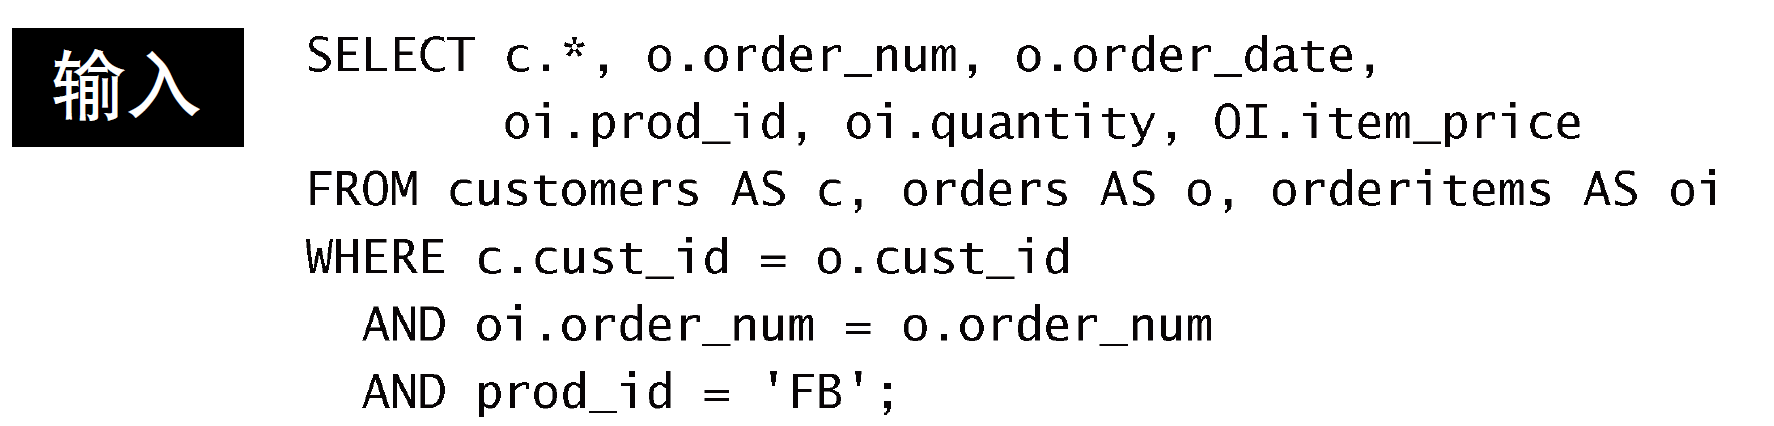 输入
SELECT c.*, o.order_num, o.order_date,
oi.prod_id, oi.quantity, OI.item_price
FROM customers AS c, orders AS o, orderitems AS oi
WHERE c.cust_id = o.cust_id
AND oi.order_num = o.order_num
AND prod_id = 'FB';